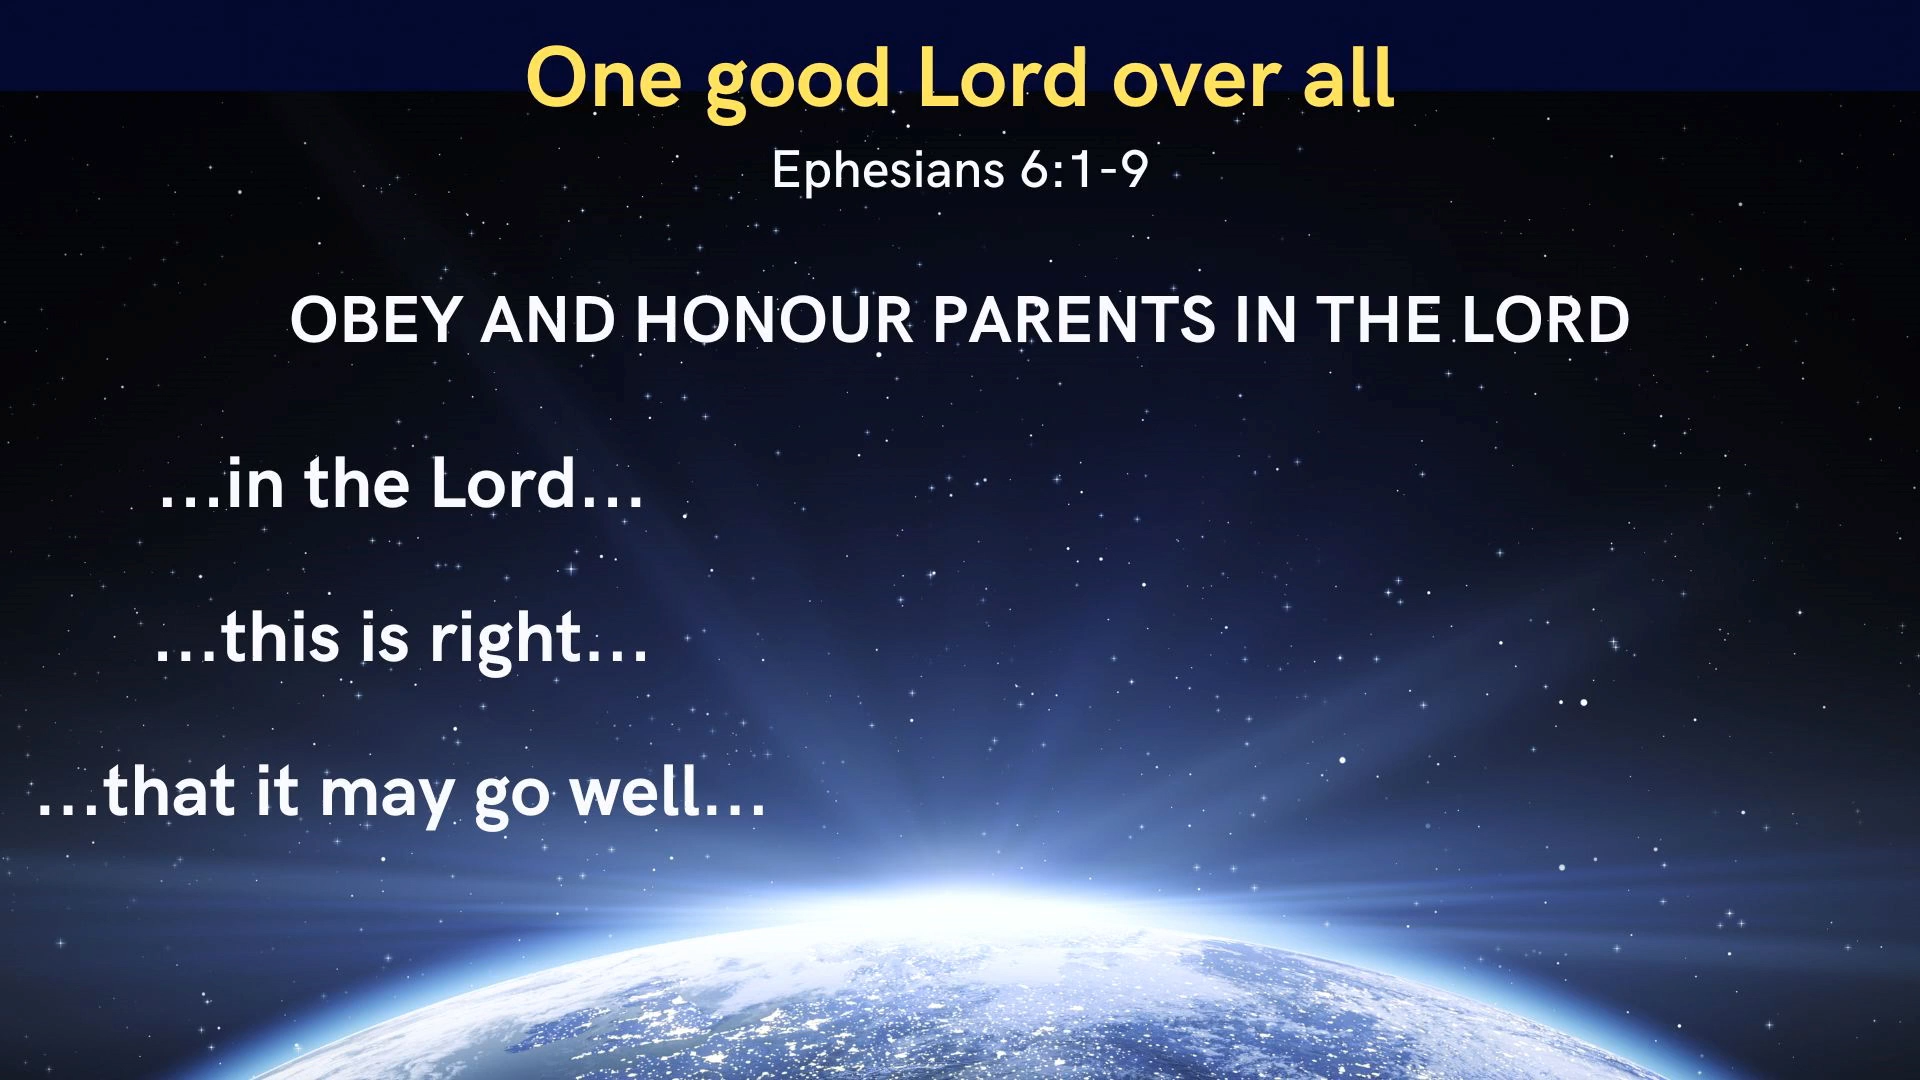 One good Lord over all
Ephesians 6:1-9
OBEY AND HONOUR PARENTS IN THE LORD
...in the Lord...
...this is right...
...that it may go well...